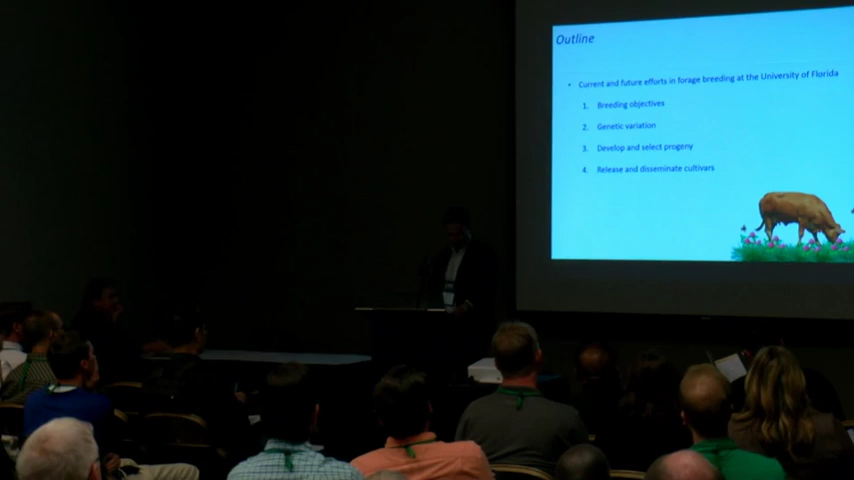 Outline
• Current and future efforts in forage breeding at the University of Florida
1. Breeding objectives
2. Genetic variation
3. Develop and select progeny
4. Release and disseminate cultivars